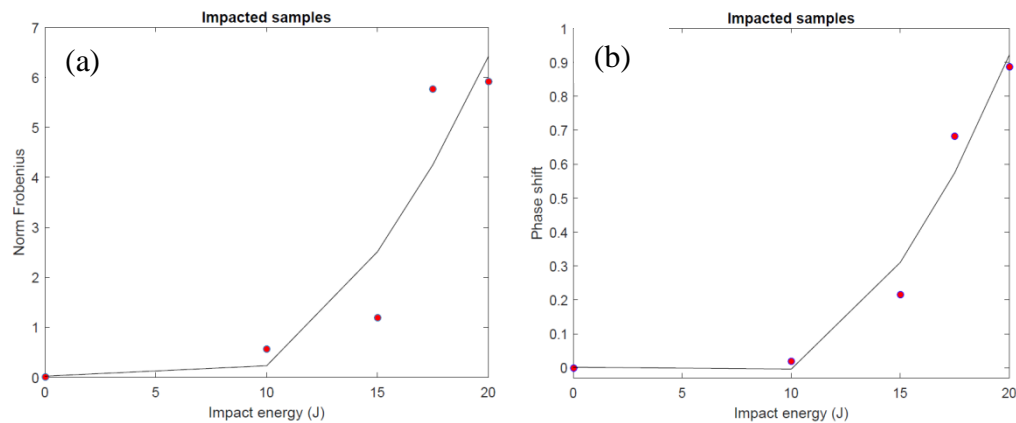 Impacted samples
(a)
7
6
5
4
3
2
1
0
Norm Frobenius
0 5 10 15 20
Impact energy (J)
Impacted samples
(b)
1
0.9
0.8
0.7
0.6
0.5
0.4
0.3
0.2
0.1
0
Phase shift
0 5 10 15 20
Impact energy (J)